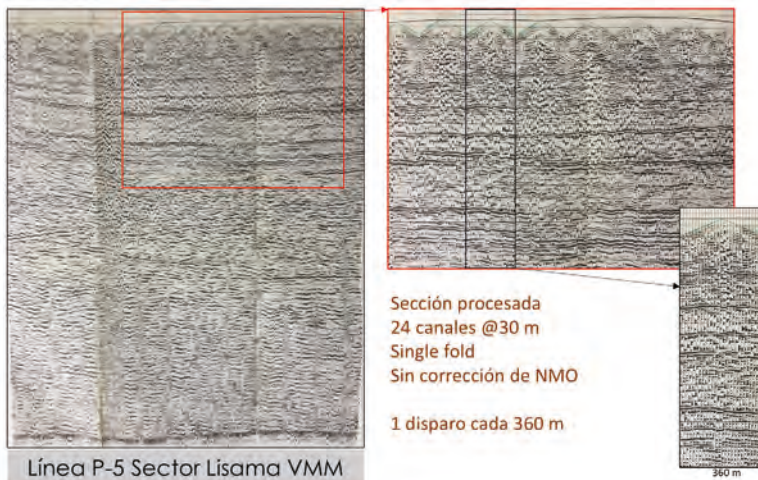 Sección procesada
24 canales @30 m
Single fold
Sin corrección de NMO
1 disparo cada 360 m
Línea P-5 Sector Lisama VMM
360 m